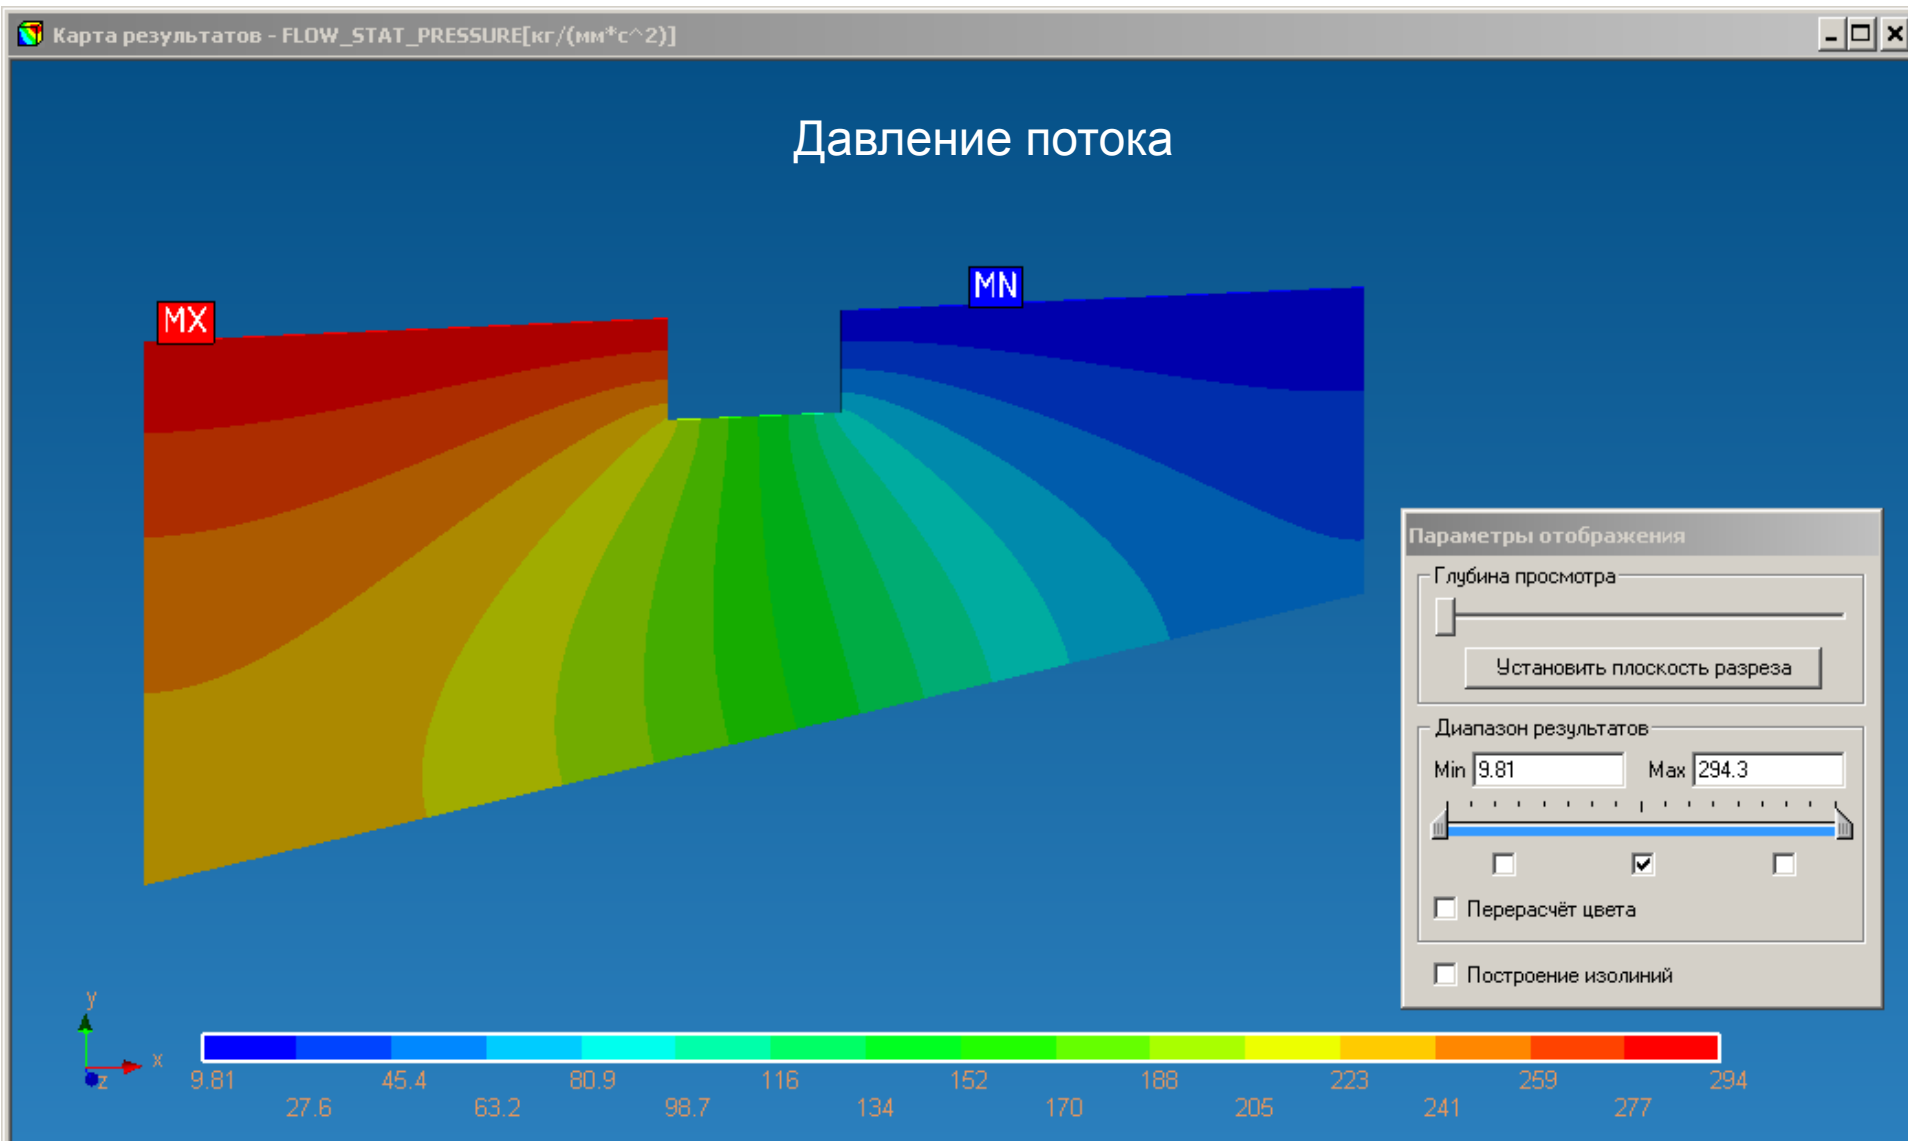 Карта результатов - FLOW_STAT_PRESSURE[кг/(мм*с^2)]
Давление потока
MX
MN
Параметры отображения
Глубина просмотра
Установить плоскость разреза
Диапазон результатов
Min 9.81 Max 294.3
Перерасчёт цвета
Построение изолиний
y
x
z
9.81 45.4 80.9 116 152 188 223 259 294
27.6 63.2 98.7 134 170 205 241 277